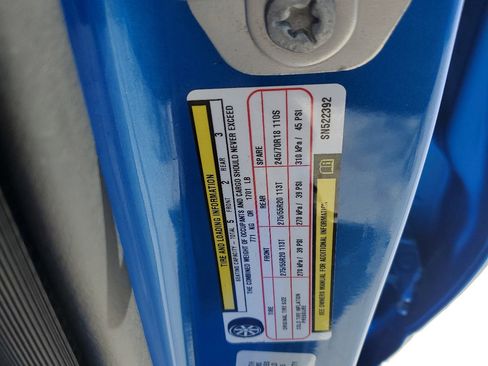 TIRE AND LOADING INFORMATION
SEATING CAPACITY - TOTAL 5 FRONT 2 REAR 3
THE COMBINED WEIGHT OF OCCUPANTS AND CARGO SHOULD NEVER EXCEED
771 KG OR 1701 LB
TIRE FRONT REAR SPARE
ORIGINAL TIRE SIZE 275/55R20 113T 275/55R20 113T 245/70R18 110S
COLD TIRE INFLATION PRESSURE 270 kPa / 39 PSI 270 kPa / 39 PSI 310 kPa / 45 PSI
SEE OWNERS MANUAL FOR ADDITIONAL INFORMATION
SN522392